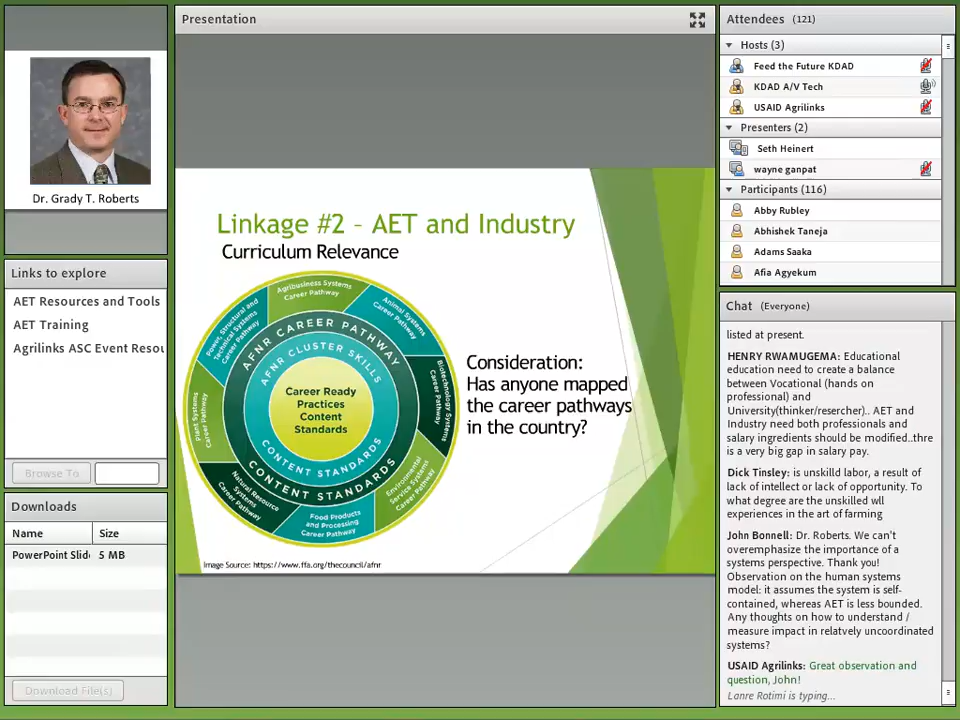 Dr. Grady T. Roberts
Links to explore
AET Resources and Tools
AET Training
Agrilinks ASC Event Resou
Browse To
Downloads
Name Size
PowerPoint Slid 5 MB
Download File(s)
Presentation
Linkage #2 – AET and Industry
Curriculum Relevance
Agribusiness Systems
Career Pathway
Animal Systems
Career Pathway
Biotechnology Systems
Career Pathway
Environmental
Service Systems
Career Pathway
Food Products
and Processing
Career Pathway
Natural Resource
Systems
Career Pathway
Plant Systems
Career Pathway
Power, Structural and
Technical Systems
Career Pathway
AFNR CAREER PATHWAY
CONTENT STANDARDS
AFNR CLUSTER SKILLS
CONTENT STANDARDS
Career Ready
Practices
Content
Standards
Consideration:
Has anyone mapped
the career pathways
in the country?
Image Source: https://www.ffa.org/thecouncil/afnr
Attendees (121)
Hosts (3)
Feed the Future KDAD
KDAD A/V Tech
USAID Agrilinks
Presenters (2)
Seth Heinert
wayne ganpat
Participants (116)
Abby Rubley
Abhishek Taneja
Adams Saaka
Afia Agyekum
Chat (Everyone)
listed at present.
HENRY RWAMUGEMA: Educational
education need to create a balance
between Vocational (hands on
professional) and
University(thinker/resercher).. AET and
Industry need both professionals and
salary ingredients should be modified..thre
is a very big gap in salary pay.
Dick Tinsley: is unskilld labor, a result of
lack of intellect or lack of opportunity. To
what degree are the unskilled wll
experiences in the art of farming
John Bonnell: Dr. Roberts. We can't
overemphasize the importance of a
systems perspective. Thank you!
Observation on the human systems
model: it assumes the system is self-
contained, whereas AET is less bounded.
Any thoughts on how to understand /
measure impact in relatvely uncoordinated
systems?
USAID Agrilinks: Great observation and
question, John!
Lanre Rotimi is typing...